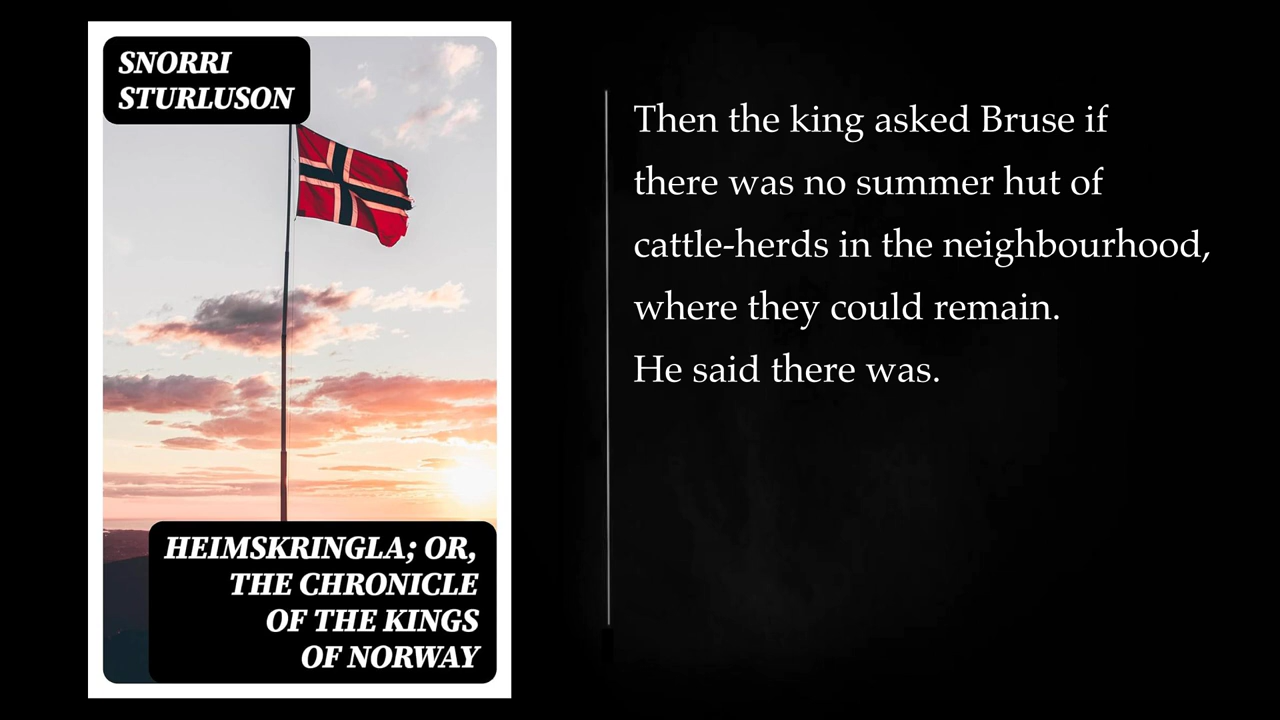 SNORRI
STURLUSON
HEIMSKRINGLA; OR,
THE CHRONICLE
OF THE KINGS
OF NORWAY
Then the king asked Bruse if
there was no summer hut of
cattle-herds in the neighbourhood,
where they could remain.
He said there was.